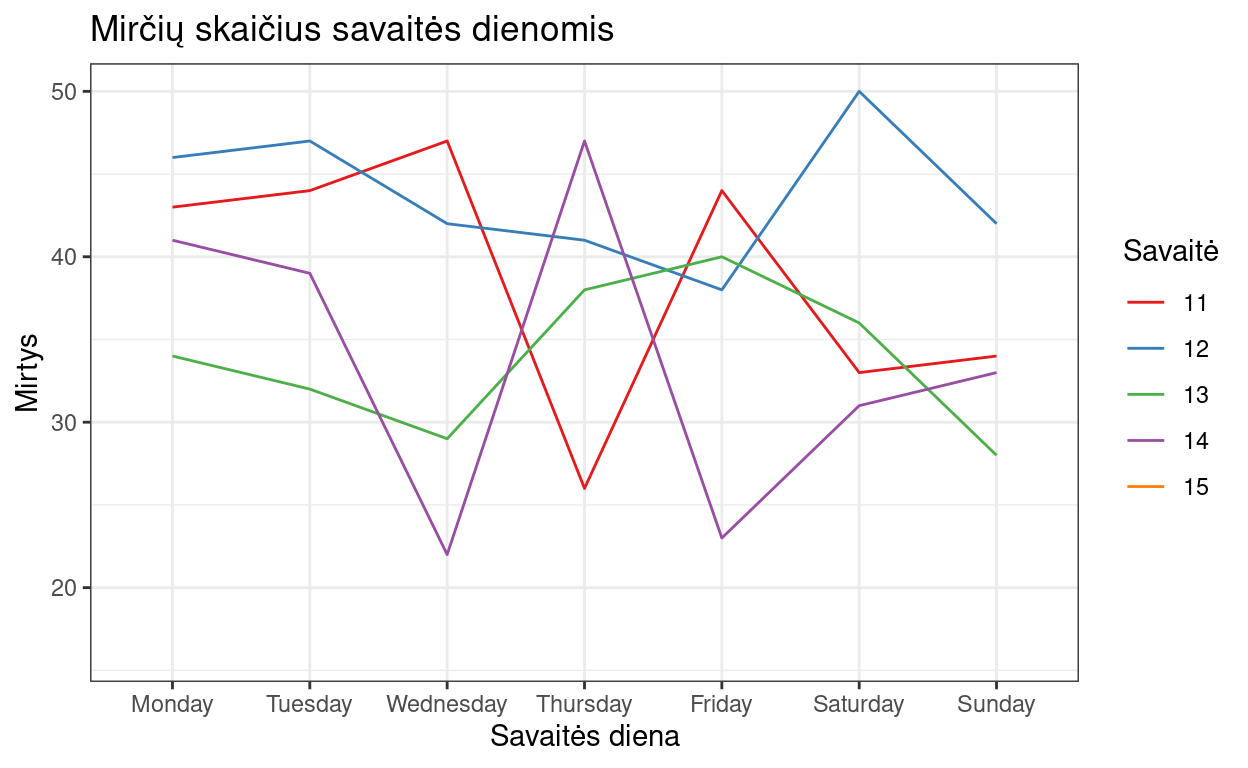 Mirčių skaičius savaitės dienomis
50
40
30
20
Mirtys
Monday Tuesday Wednesday Thursday Friday Saturday Sunday
Savaitės diena
Savaitė
11
12
13
14
15